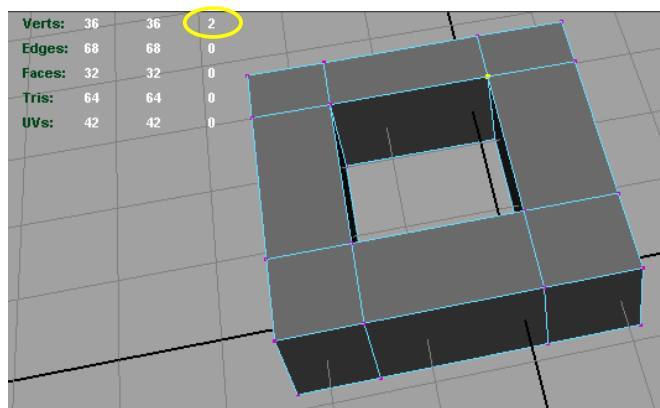 Verts: 36 36 2
Edges: 68 68 0
Faces: 32 32 0
Tris: 64 64 0
UVs: 42 42 0